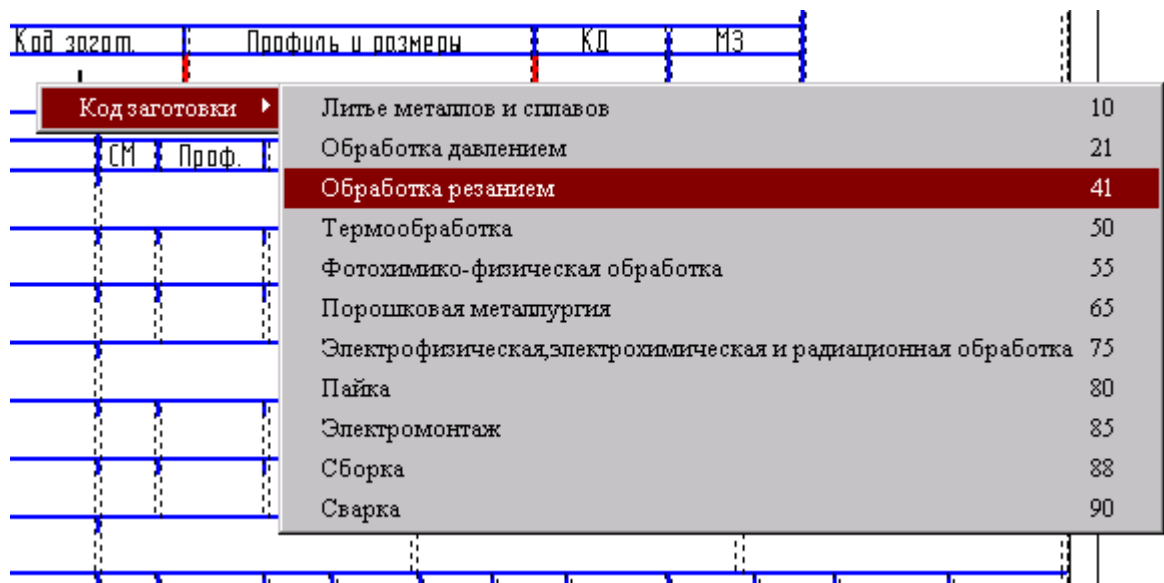 Код загот. Профиль и размеры КД МЗ
Код заготовки
Литье металлов и сплавов 10
СМ Проф.
Обработка давлением 21
Обработка резанием 41
Термообработка 50
Фотохимико-физическая обработка 55
Порошковая металлургия 65
Электрофизическая,электрохимическая и радиационная обработка 75
Пайка 80
Электромонтаж 85
Сборка 88
Сварка 90